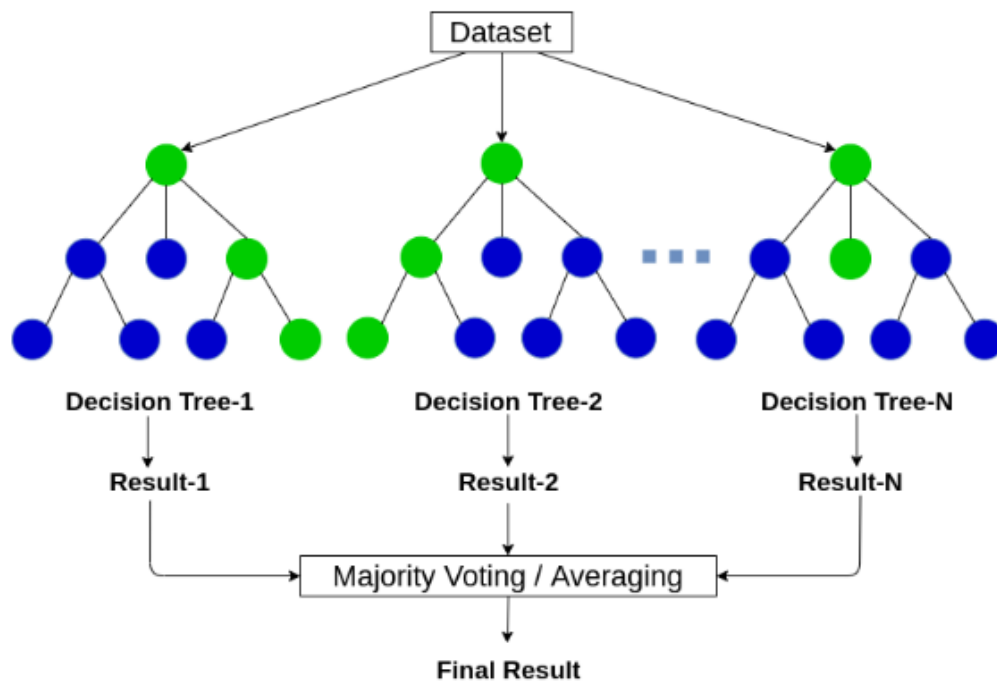 Dataset
Decision Tree-1
Decision Tree-2
Decision Tree-N
Result-1
Result-2
Result-N
Majority Voting / Averaging
Final Result